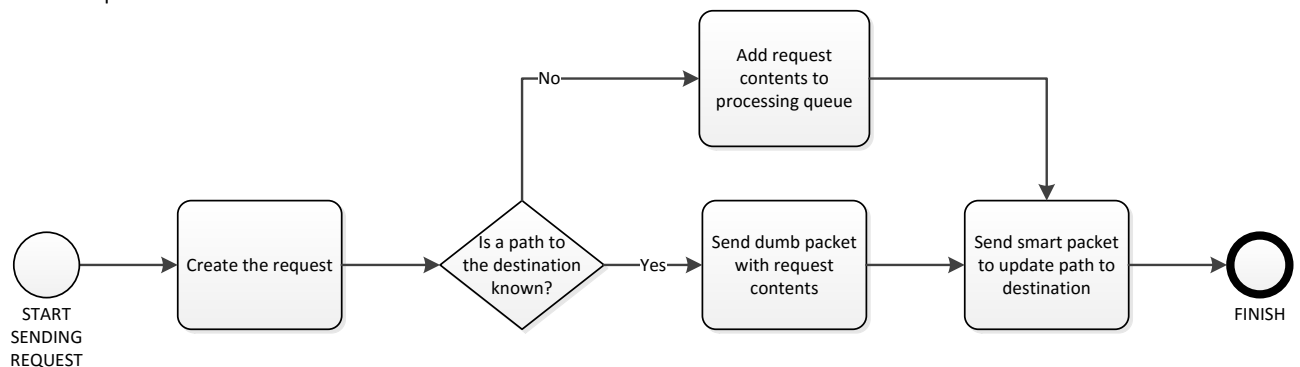 No
Add request
contents to
processing queue
START
SENDING
REQUEST
Create the request
Is a path to
the destination
known?
Yes
Send dumb packet
with request
contents
Send smart packet
to update path to
destination
FINISH